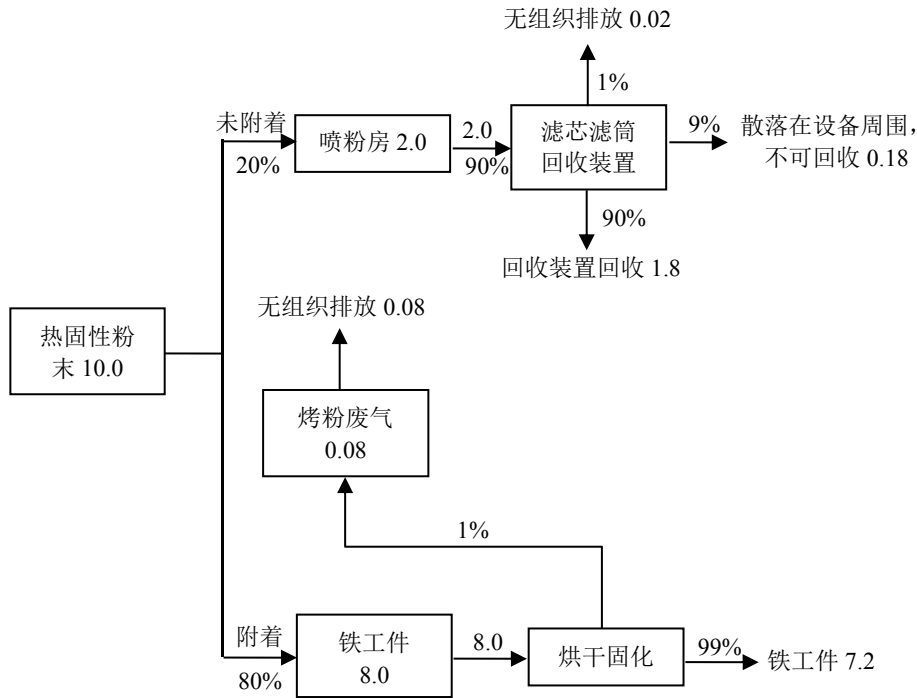 无组织排放 0.02
1%
未附着
20%
喷粉房 2.0
2.0
90%
滤芯滤筒
回收装置
9%
散落在设备周围,
不可回收 0.18
90%
回收装置回收 1.8
无组织排放 0.08
热固性粉
末 10.0
烤粉废气
0.08
1%
附着
80%
铁工件
8.0
8.0
烘干固化
99%
铁工件 7.2